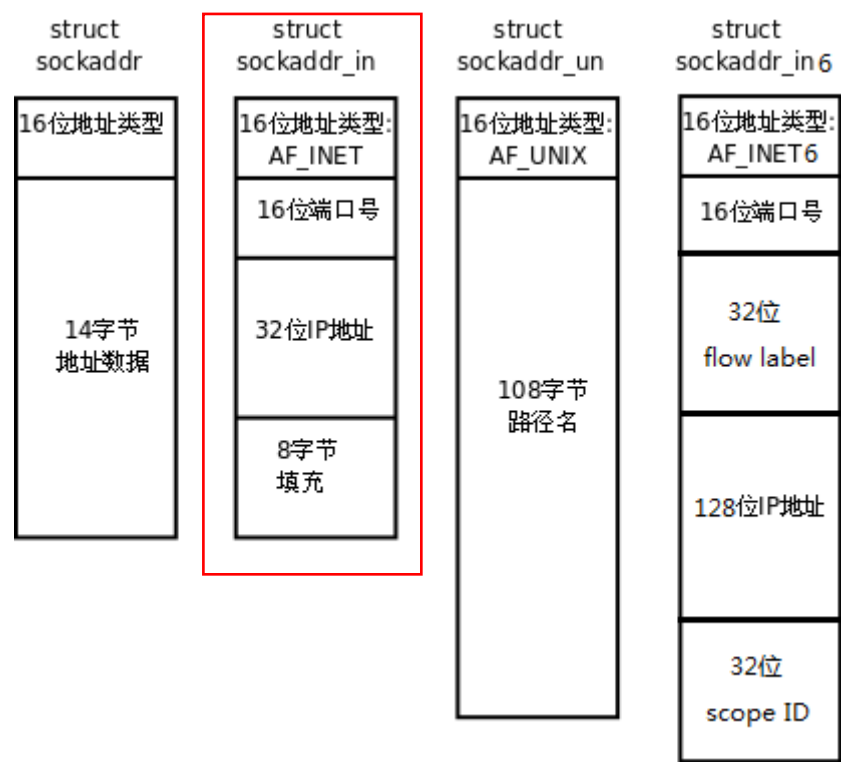 struct
sockaddr
16位地址类型
14字节
地址数据
struct
sockaddr_in
16位地址类型:
AF_INET
16位端口号
32位IP地址
8字节
填充
struct
sockaddr_un
16位地址类型:
AF_UNIX
108字节
路径名
struct
sockaddr_in6
16位地址类型:
AF_INET6
16位端口号
32位
flow label
128位IP地址
32位
scope ID